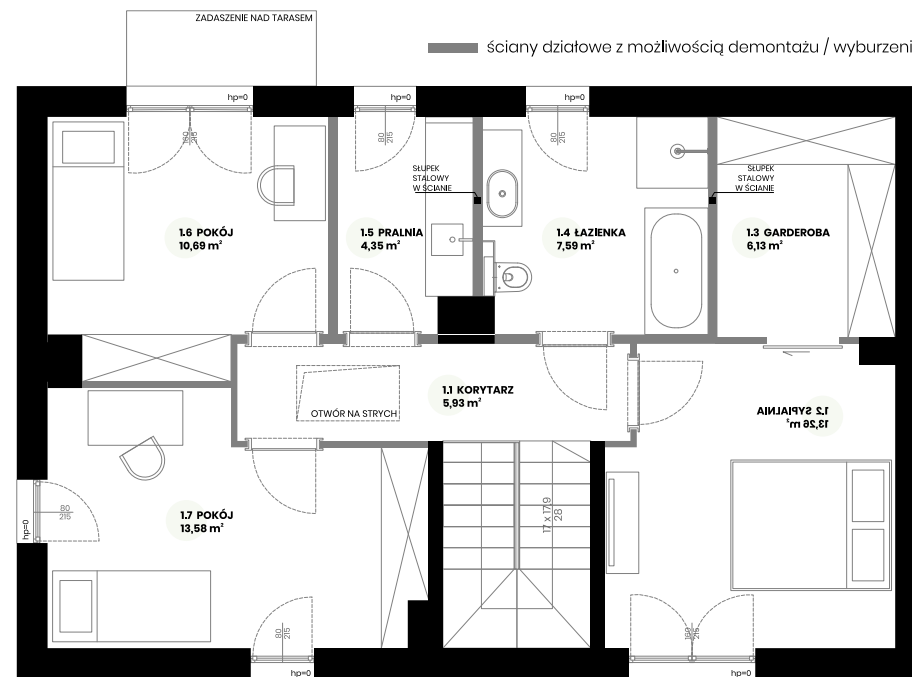 ZADASZENIE NAD TARASEM
ściany działowe z możliwością demontażu / wyburzeni
hp=0
hp=0
hp=0
160
215
80
215
80
215
SŁUPEK
STALOWY
W ŚCIANIE
SŁUPEK
STALOWY
W ŚCIANIE
1.6 POKÓJ
10,69 m²
1.5 PRALNIA
4,35 m²
1.4 ŁAZIENKA
7,59 m²
1.3 GARDEROBA
6,13 m²
1.1 KORYTARZ
5,93 m²
OTWÓR NA STRYCH
1.2 SYPIALNIA
13,26 m²
1.7 POKÓJ
13,58 m²
80
215
hp=0
17 x 17,9
28
80
215
160
215
hp=0
hp=0